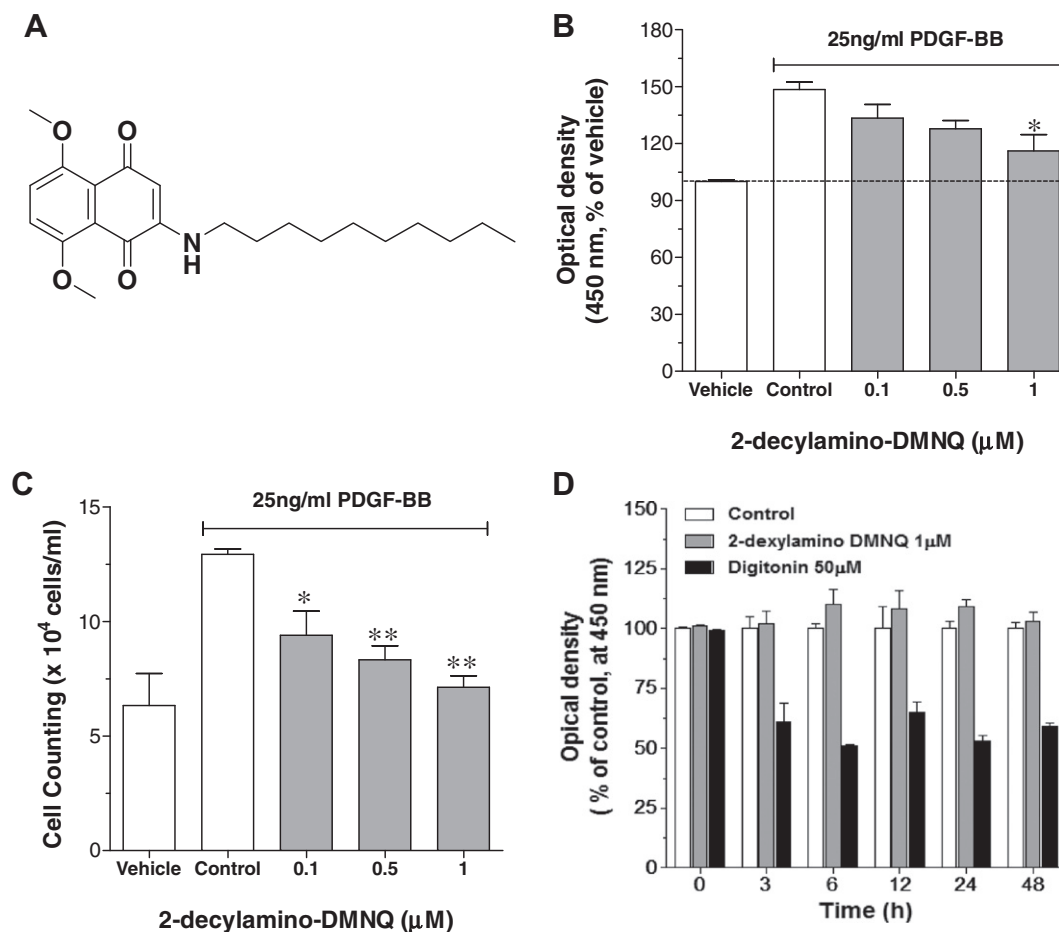 A
O
O
O
O
N
H
B
25ng/ml PDGF-BB
180
150
120
90
60
30
0
*
Optical density
(450 nm, % of vehicle)
Vehicle Control 0.1 0.5 1
2-decylamino-DMNQ (μM)
C
25ng/ml PDGF-BB
15
10
5
0
* ** **
Cell Counting (x 10⁴ cells/ml)
Vehicle Control 0.1 0.5 1
2-decylamino-DMNQ (μM)
D
150
125
100
75
50
25
0
Control
2-dexylamino DMNQ 1μM
Digitonin 50μM
Opical density
( % of control, at 450 nm)
0 3 6 12 24 48
Time (h)